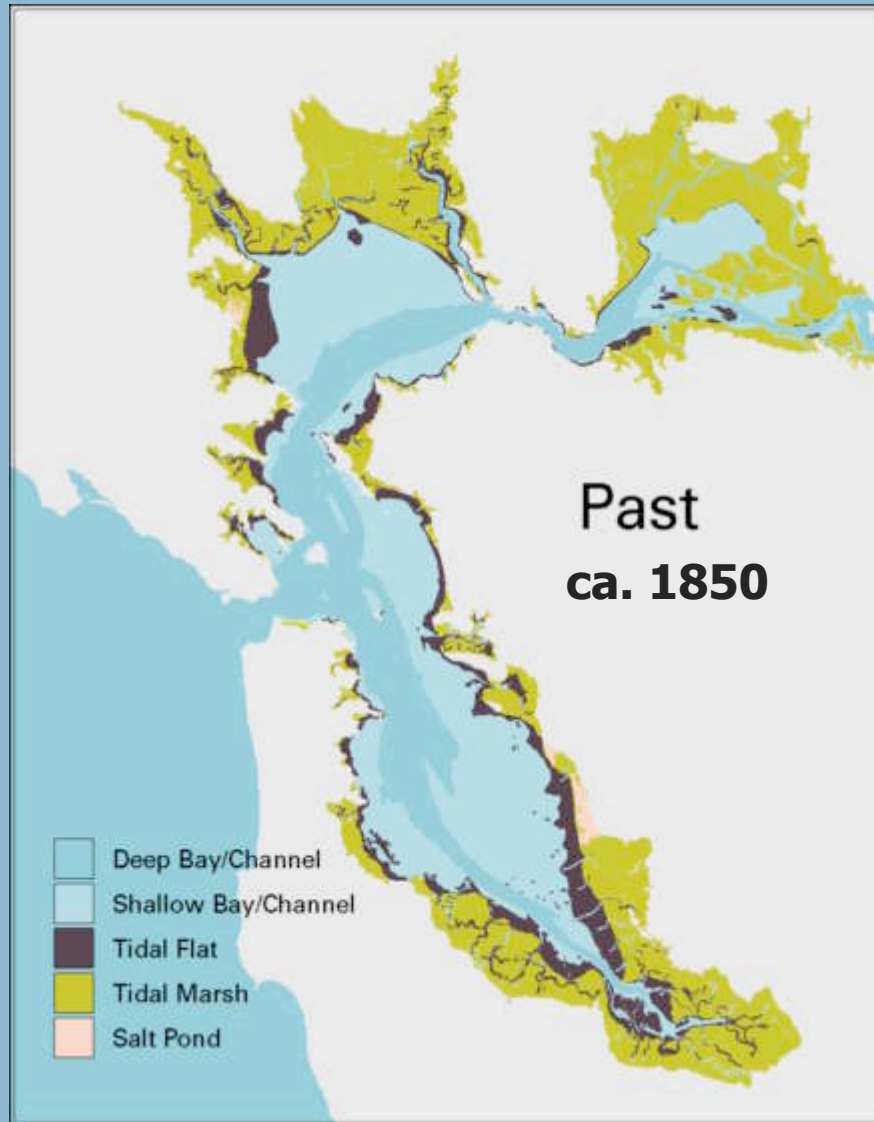 Past
ca. 1850
Deep Bay/Channel
Shallow Bay/Channel
Tidal Flat
Tidal Marsh
Salt Pond